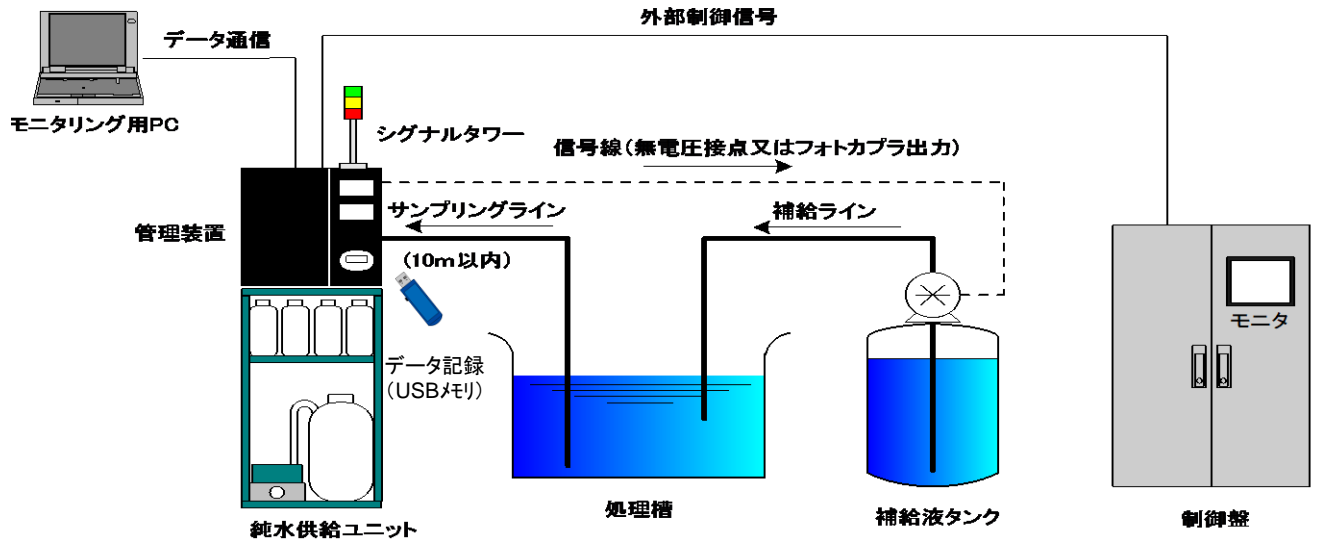 外部制御信号
データ通信
モニタリング用PC
シグナルタワー
信号線(無電圧接点又はフォトカプラ出力)
サンプリングライン
補給ライン
管理装置
(10m以内)
モニタ
データ記録
(USBメモリ)
処理槽
補給液タンク
制御盤
純水供給ユニット